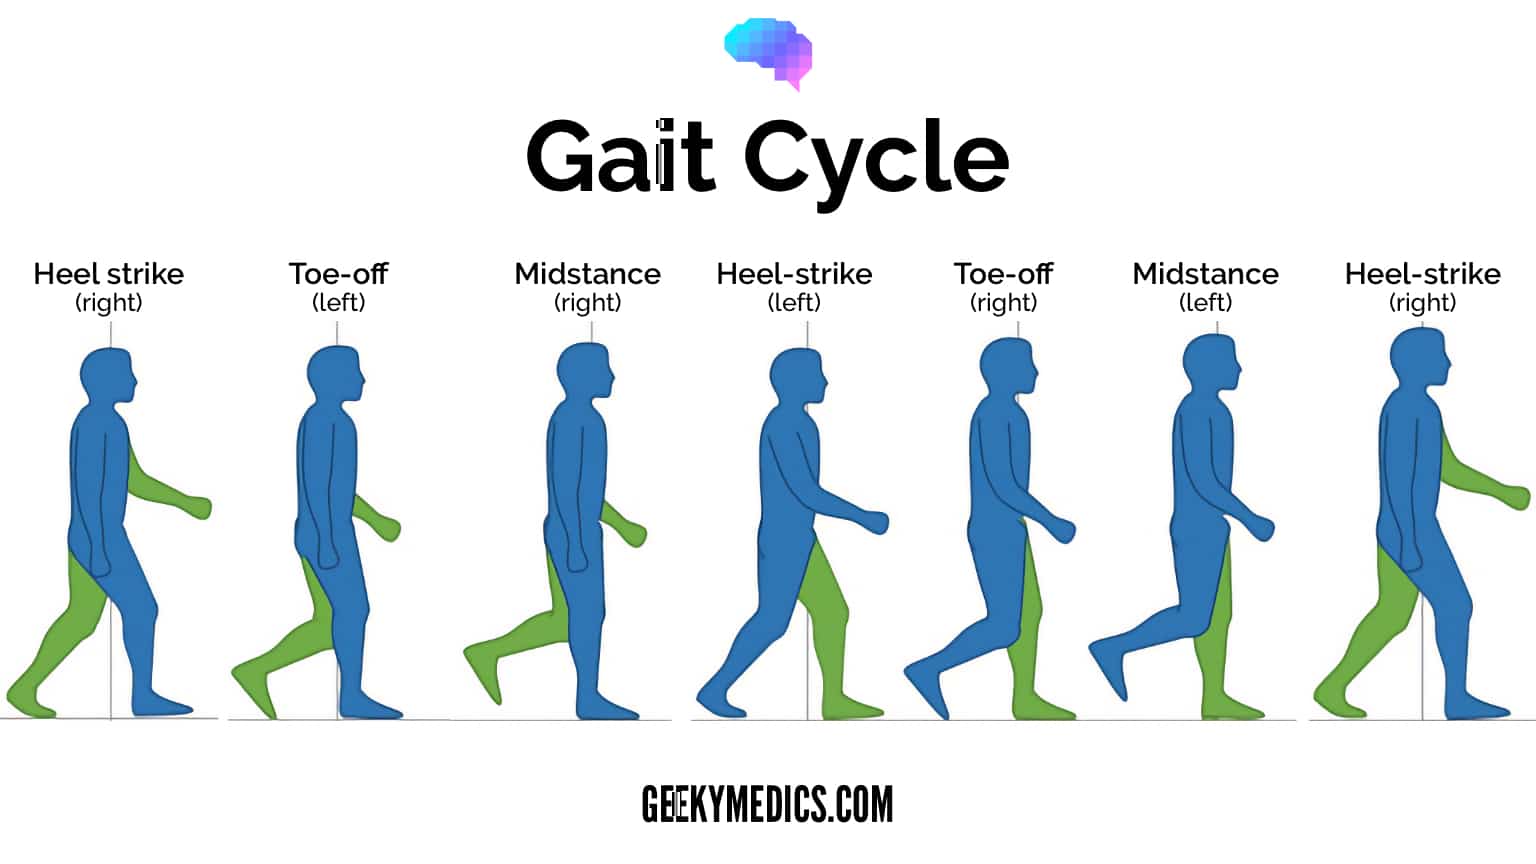 Gait Cycle
Heel strike
(right)
Toe-off
(left)
Midstance
(right)
Heel-strike
(left)
Toe-off
(right)
Midstance
(left)
Heel-strike
(right)
GEEKYMEDICS.COM